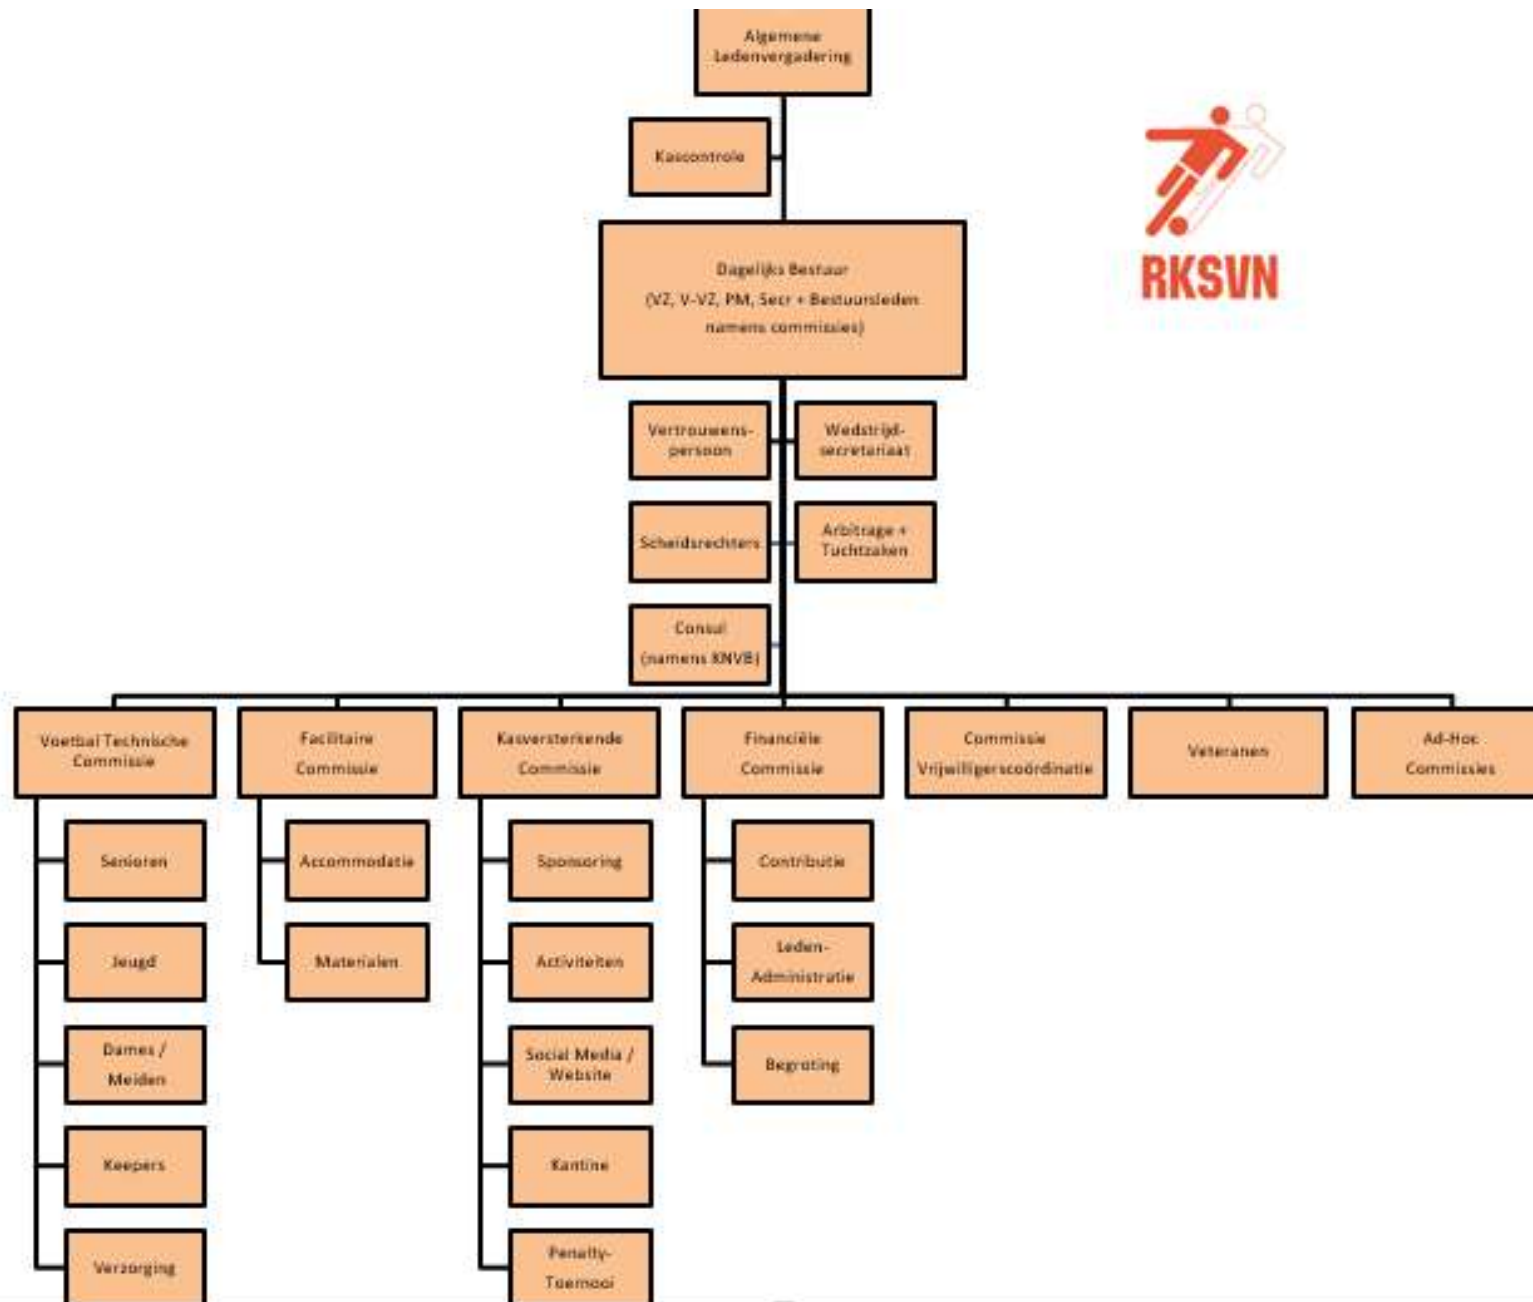 Algemene
Ledenvergadering
Kascontrole
RKSVN
Dagelijks Bestuur
(VZ, V-VZ, PM, Secr + Bestuursleden
namens commissies)
Vertrouwens-
persoon
Wedstrijd-
secretariaat
Scheidsrechters
Arbitrage +
Tuchtzaken
Consul
(namens KNVB)
Voetbal Technische
Commissie
Facilitaire
Commissie
Kasversterkende
Commissie
Financiële
Commissie
Commissie
Vrijwilligerscoördinatie
Veteranen
Ad-Hoc
Commissies
Senioren
Accommodatie
Sponsoring
Contributie
Jeugd
Materialen
Activiteiten
Leden-
Administratie
Dames /
Meiden
Social Media /
Website
Begroting
Keepers
Kantine
Verzorging
Penalty-
Toernooi